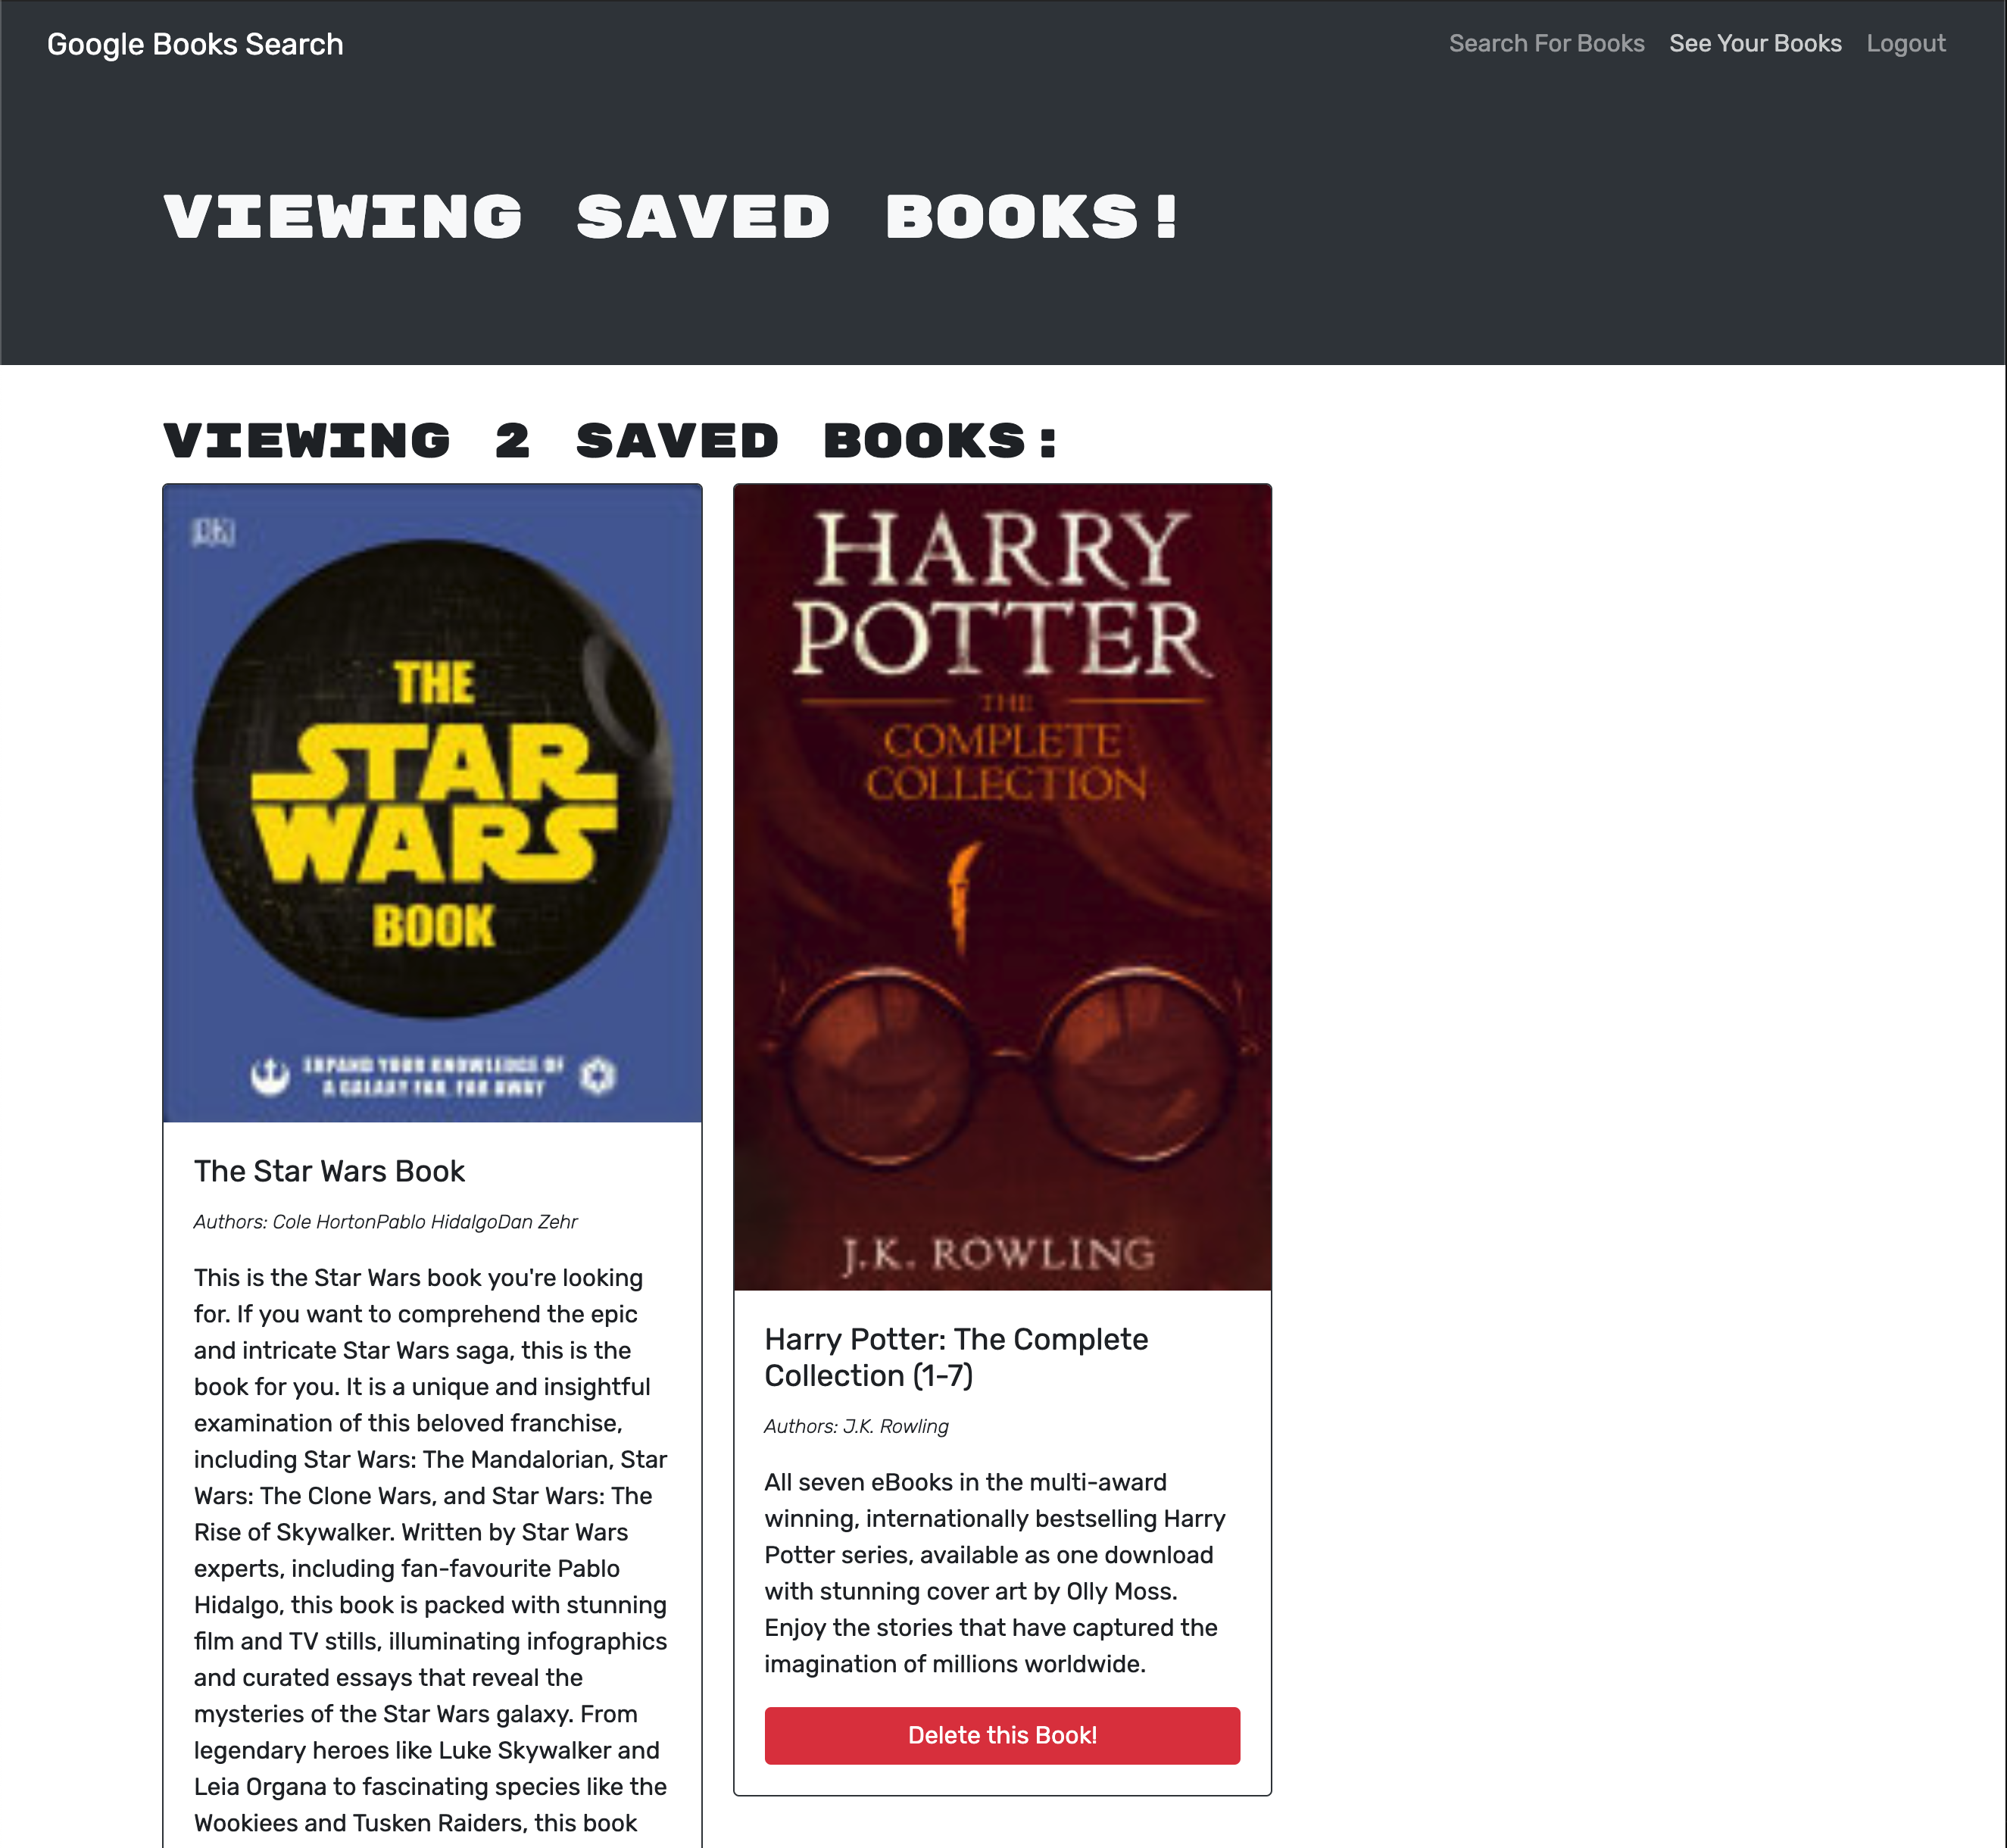 Google Books Search
Search For Books
See Your Books
Logout
VIEWING SAVED BOOKS!
VIEWING 2 SAVED BOOKS:
DK
THE
STAR
WARS
BOOK
EXPAND YOUR KNOWLEDGE OF
A GALAXY FAR, FAR AWAY
The Star Wars Book
Authors: Cole HortonPablo HidalgoDan Zehr
This is the Star Wars book you're looking
for. If you want to comprehend the epic
and intricate Star Wars saga, this is the
book for you. It is a unique and insightful
examination of this beloved franchise,
including Star Wars: The Mandalorian, Star
Wars: The Clone Wars, and Star Wars: The
Rise of Skywalker. Written by Star Wars
experts, including fan-favourite Pablo
Hidalgo, this book is packed with stunning
film and TV stills, illuminating infographics
and curated essays that reveal the
mysteries of the Star Wars galaxy. From
legendary heroes like Luke Skywalker and
Leia Organa to fascinating species like the
Wookiees and Tusken Raiders, this book
HARRY
POTTER
THE
COMPLETE
COLLECTION
J.K. ROWLING
Harry Potter: The Complete
Collection (1-7)
Authors: J.K. Rowling
All seven eBooks in the multi-award
winning, internationally bestselling Harry
Potter series, available as one download
with stunning cover art by Olly Moss.
Enjoy the stories that have captured the
imagination of millions worldwide.
Delete this Book!